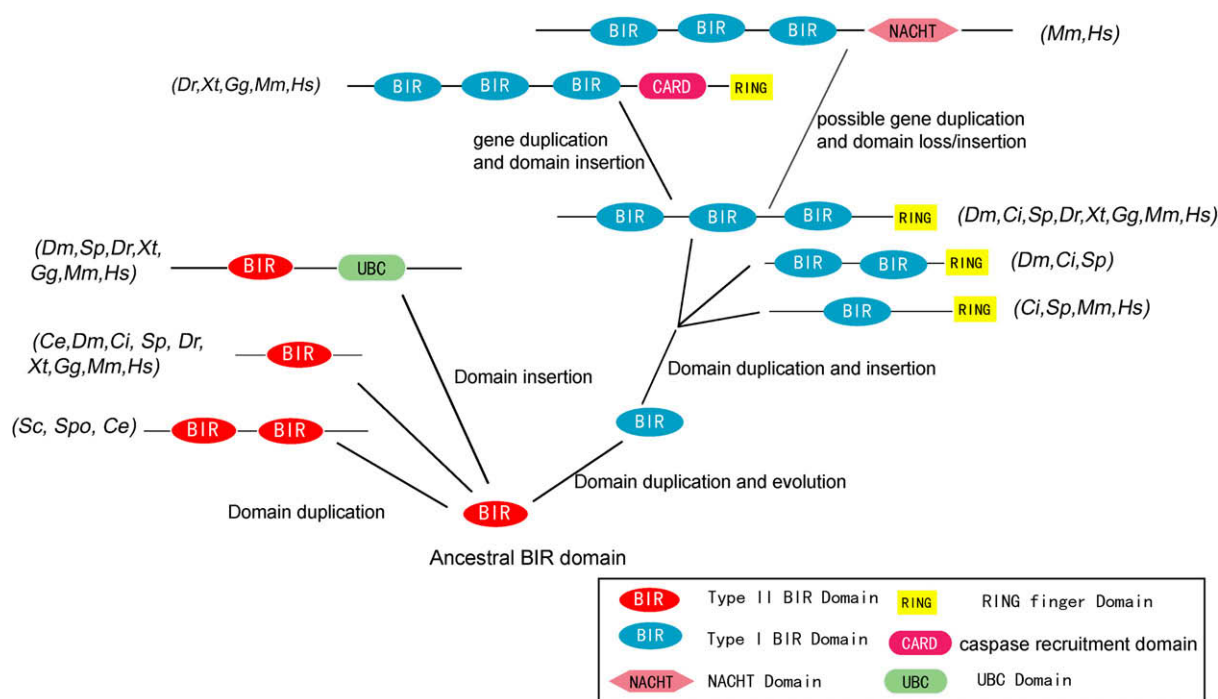 BIR BIR BIR NACHT (Mm,Hs)
(Dr,Xt,Gg,Mm,Hs) BIR BIR BIR CARD RING
gene duplication
and domain insertion
possible gene duplication
and domain loss/insertion
BIR BIR BIR RING (Dm,Ci,Sp,Dr,Xt,Gg,Mm,Hs)
(Dm,Sp,Dr,Xt,
Gg,Mm,Hs) BIR UBC
BIR BIR RING (Dm,Ci,Sp)
BIR RING (Ci,Sp,Mm,Hs)
(Ce,Dm,Ci, Sp, Dr,
Xt,Gg,Mm,Hs) BIR
Domain insertion
Domain duplication and insertion
(Sc, Spo, Ce) BIR BIR
BIR
Domain duplication
Domain duplication and evolution
BIR
Ancestral BIR domain
BIR Type II BIR Domain RING RING finger Domain
BIR Type I BIR Domain CARD caspase recruitment domain
NACHT NACHT Domain UBC UBC Domain